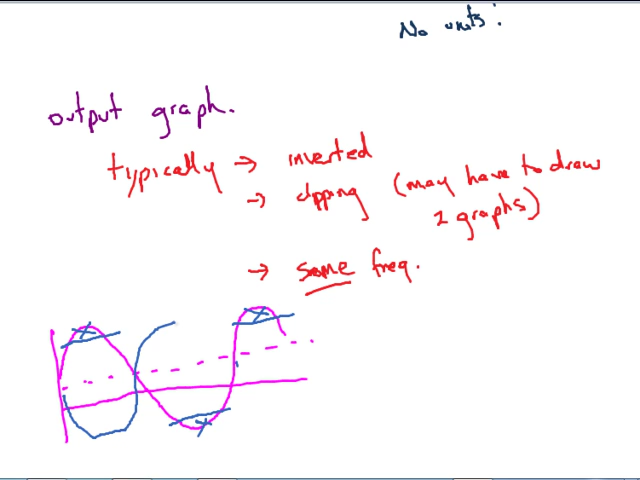 No units:
output graph.
typically → inverted
→ clipping (may have to draw
2 graphs)
→ same freq.